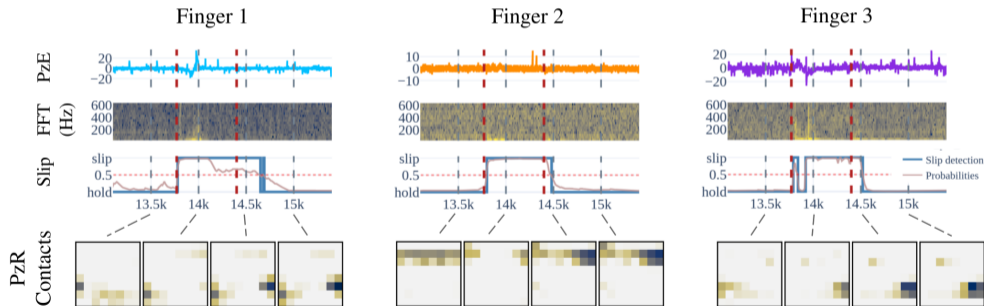 Finger 1 Finger 2 Finger 3
PzE
20
0
−20
10
0
−10
20
0
−20
FFT
(Hz)
600
400
200
600
400
200
600
400
200
Slip
slip
0.5
hold
slip
0.5
hold
slip
0.5
hold
Slip detection
Probabilities
13.5k 14k 14.5k 15k
13.5k 14k 14.5k 15k
13.5k 14k 14.5k 15k
PzR
Contacts